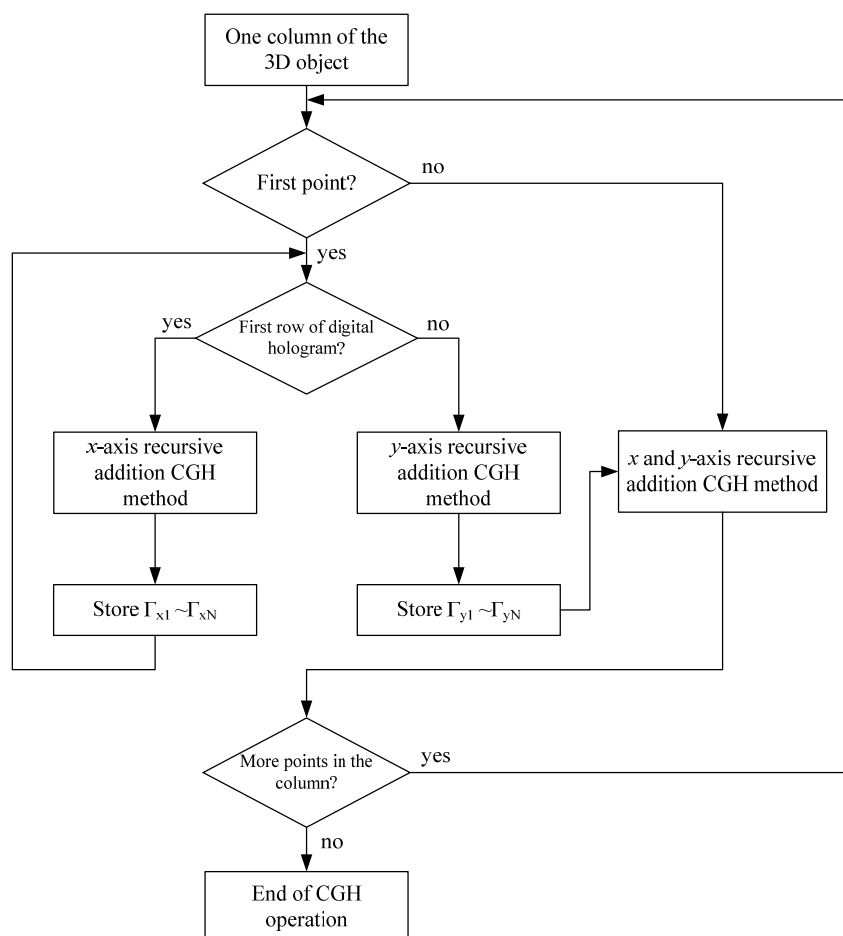 One column of the
3D object
First point?
no
yes
First row of digital
hologram?
yes
no
x-axis recursive
addition CGH
method
y-axis recursive
addition CGH
method
x and y-axis recursive
addition CGH method
Store Γx1 ~ΓxN
Store Γy1 ~ΓyN
More points in the
column?
yes
no
End of CGH
operation